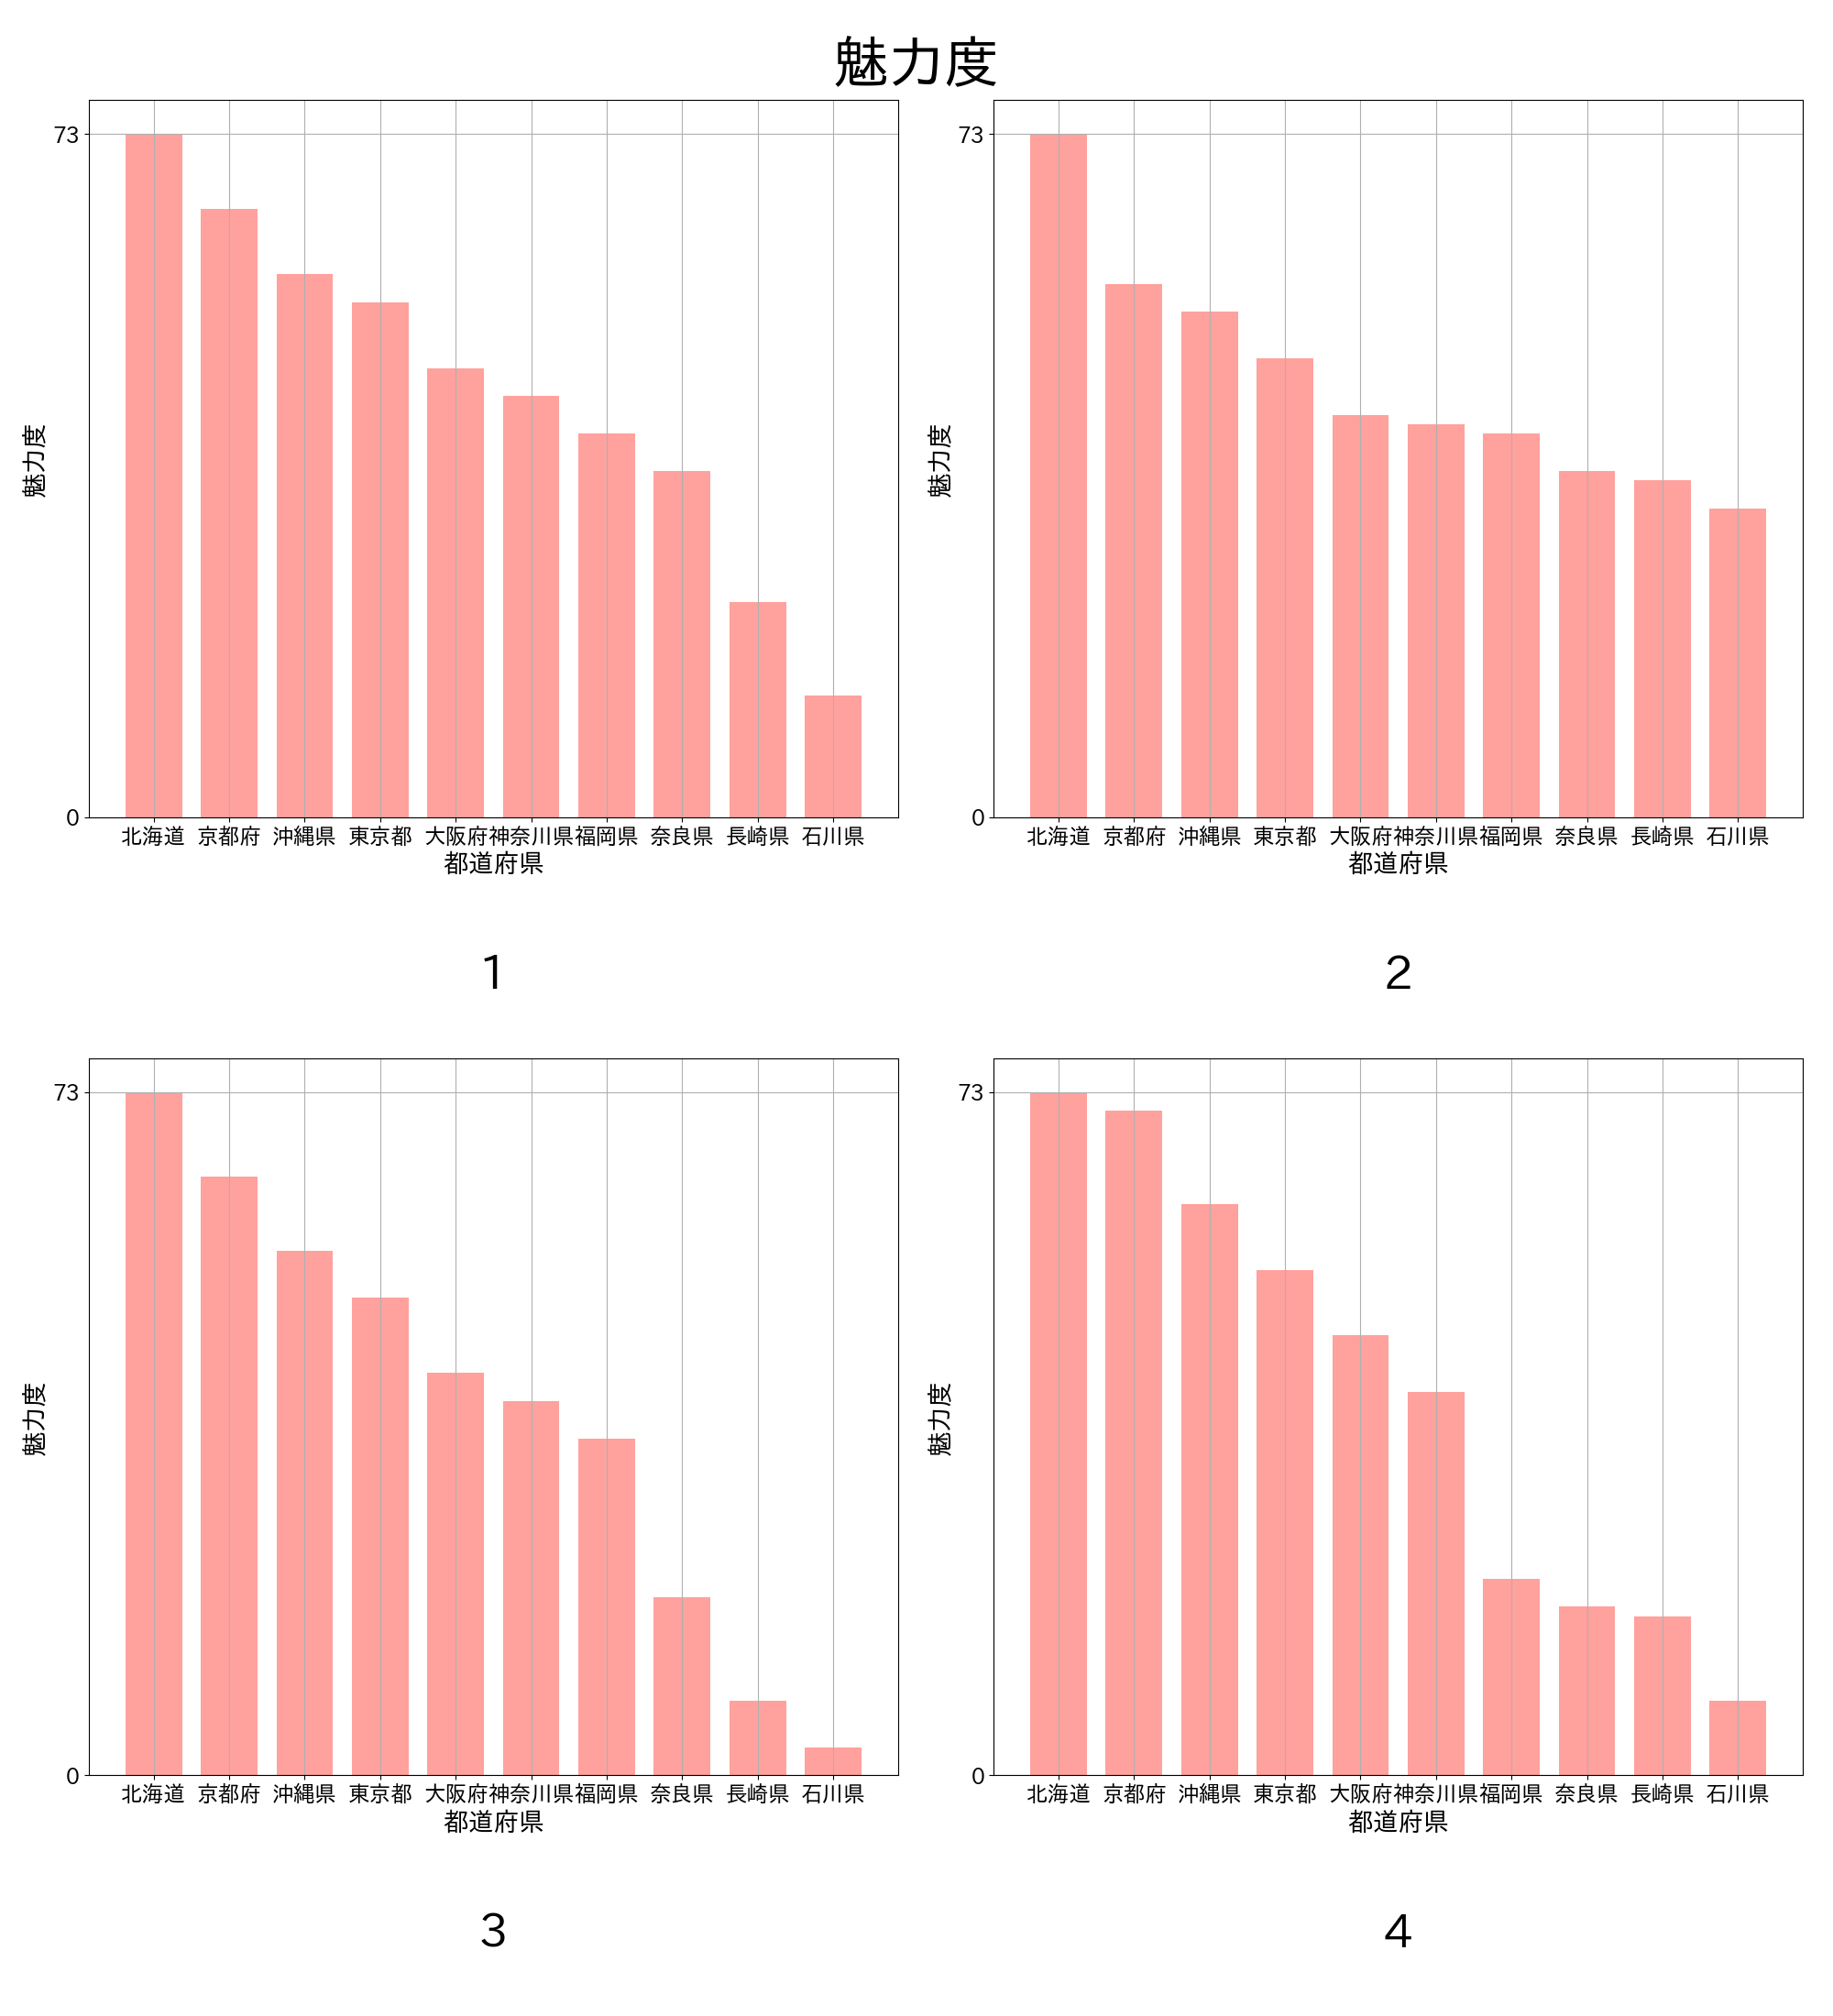 魅力度
魅力度
73
0
北海道 京都府 沖縄県 東京都 大阪府 神奈川県 福岡県 奈良県 長崎県 石川県
都道府県
1
魅力度
73
0
北海道 京都府 沖縄県 東京都 大阪府 神奈川県 福岡県 奈良県 長崎県 石川県
都道府県
2
魅力度
73
0
北海道 京都府 沖縄県 東京都 大阪府 神奈川県 福岡県 奈良県 長崎県 石川県
都道府県
3
魅力度
73
0
北海道 京都府 沖縄県 東京都 大阪府 神奈川県 福岡県 奈良県 長崎県 石川県
都道府県
4